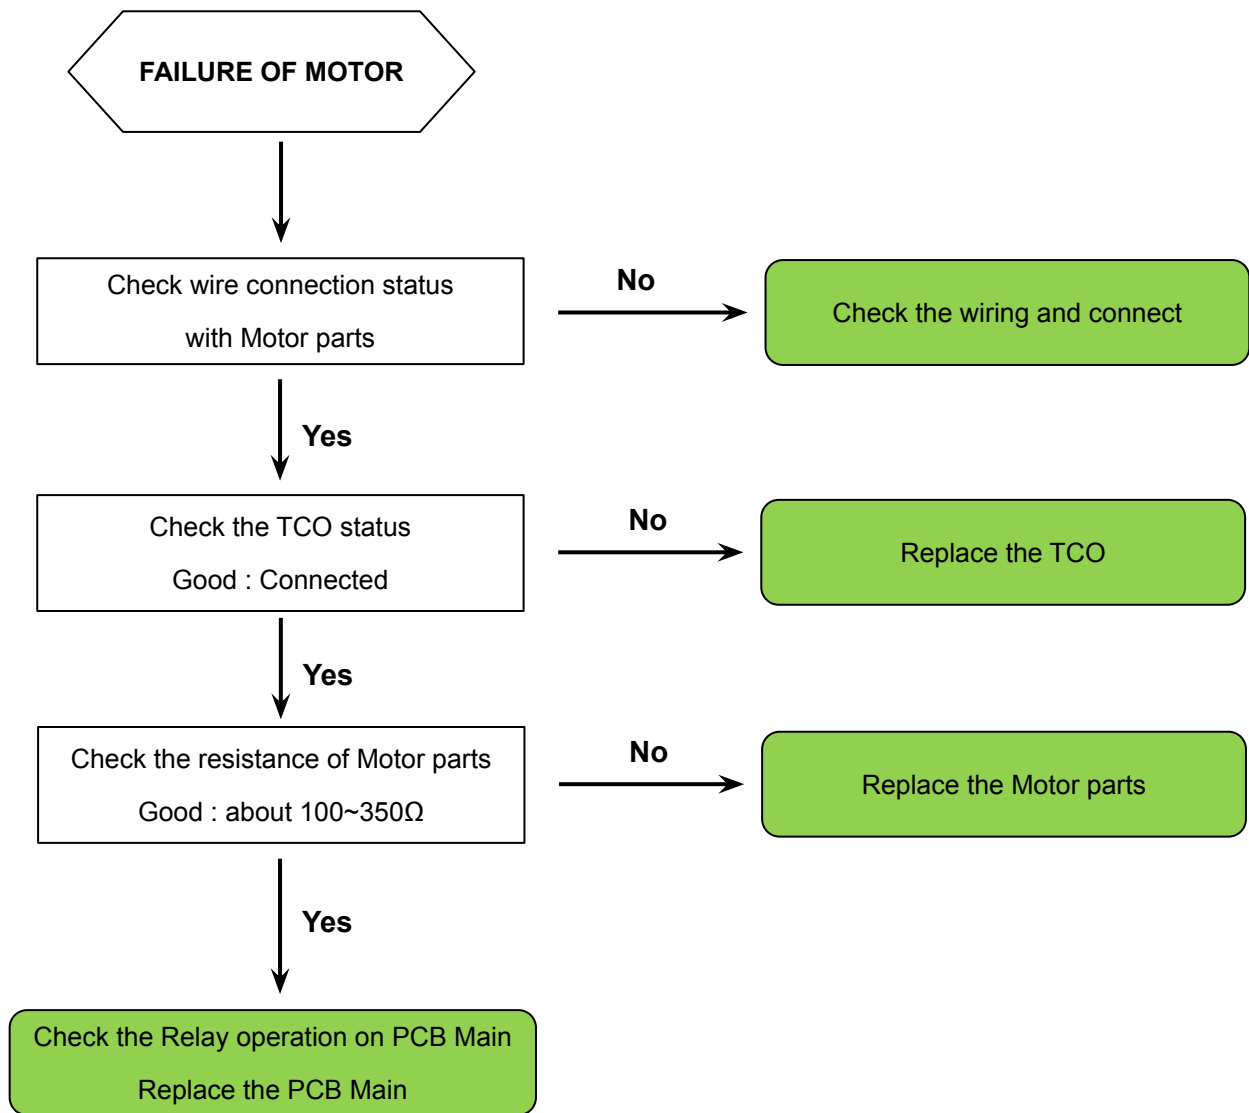 FAILURE OF MOTOR
Check wire connection status
with Motor parts
No
Check the wiring and connect
Yes
Check the TCO status
Good : Connected
No
Replace the TCO
Yes
Check the resistance of Motor parts
Good : about 100~350Ω
No
Replace the Motor parts
Yes
Check the Relay operation on PCB Main
Replace the PCB Main